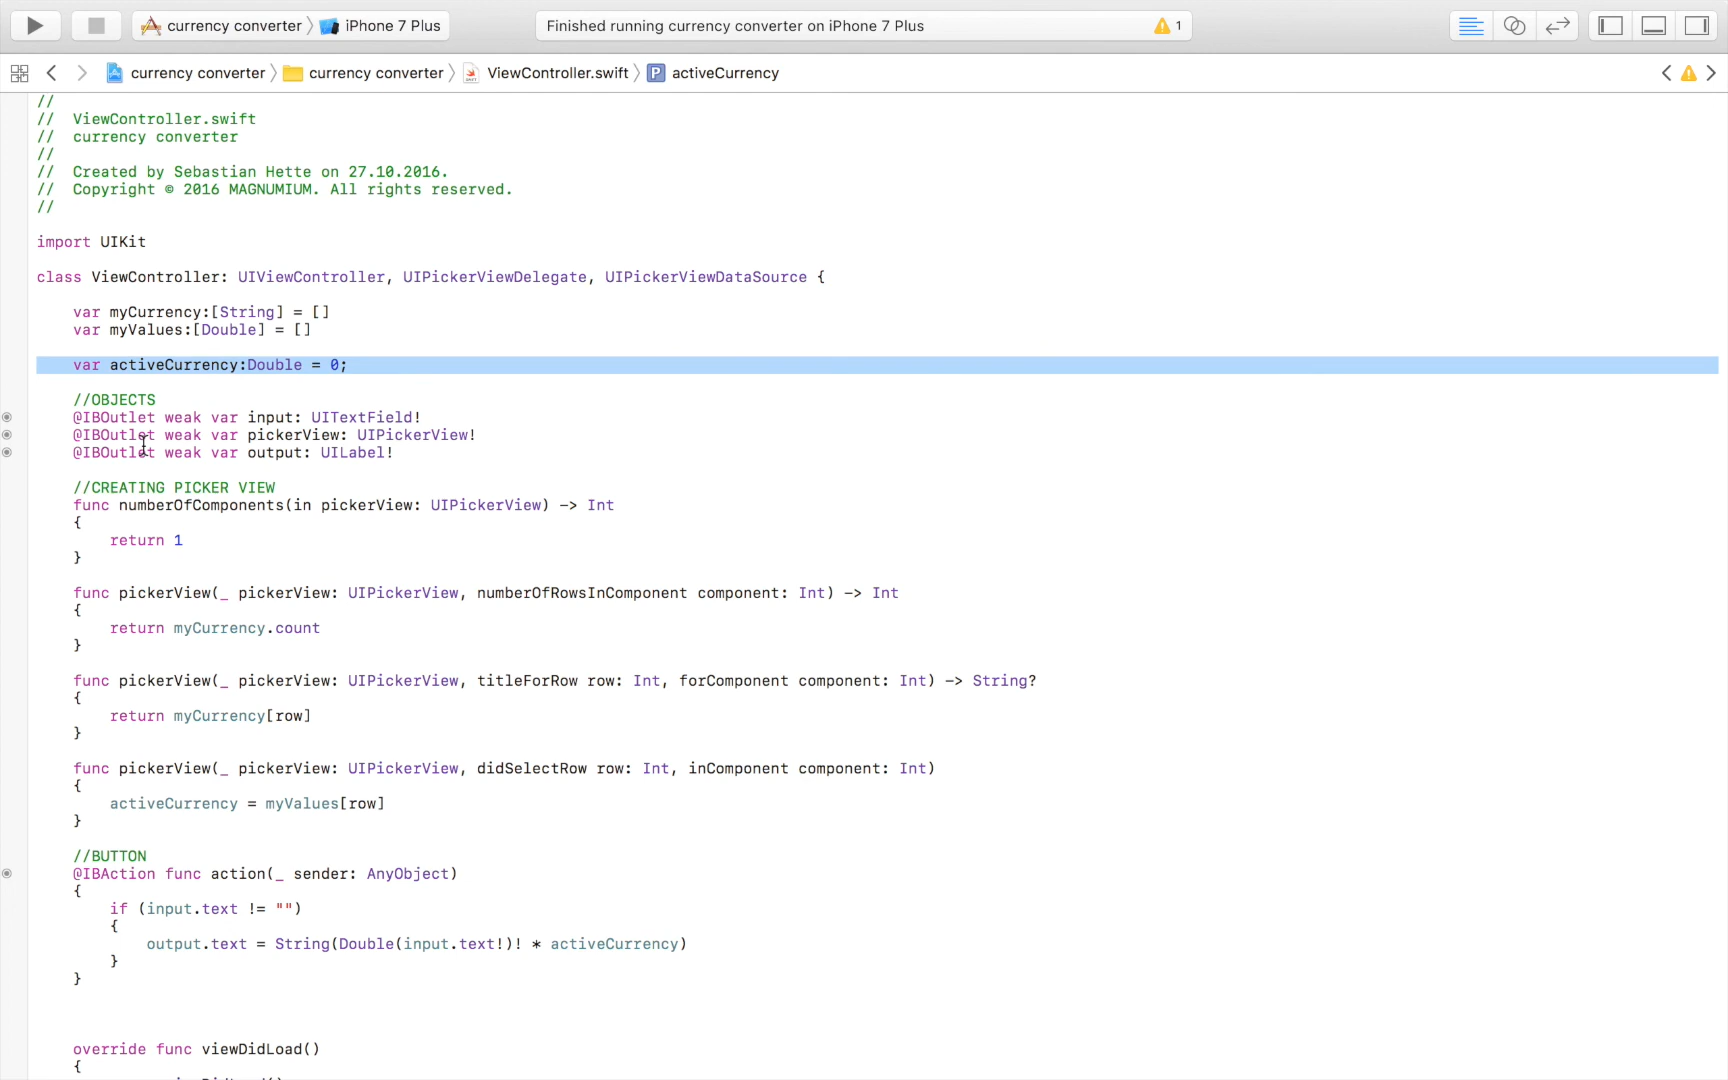 currency converter iPhone 7 Plus Finished running currency converter on iPhone 7 Plus 1
currency converter currency converter ViewController.swift P activeCurrency
//
//  ViewController.swift
//  currency converter
//
//  Created by Sebastian Hette on 27.10.2016.
//  Copyright © 2016 MAGNUMIUM. All rights reserved.
//
import UIKit
class ViewController: UIViewController, UIPickerViewDelegate, UIPickerViewDataSource {
var myCurrency:[String] = []
var myValues:[Double] = []
var activeCurrency:Double = 0;
//OBJECTS
@IBOutlet weak var input: UITextField!
@IBOutlet weak var pickerView: UIPickerView!
@IBOutlet weak var output: UILabel!
//CREATING PICKER VIEW
func numberOfComponents(in pickerView: UIPickerView) -> Int
{
return 1
}
func pickerView(_ pickerView: UIPickerView, numberOfRowsInComponent component: Int) -> Int
{
return myCurrency.count
}
func pickerView(_ pickerView: UIPickerView, titleForRow row: Int, forComponent component: Int) -> String?
{
return myCurrency[row]
}
func pickerView(_ pickerView: UIPickerView, didSelectRow row: Int, inComponent component: Int)
{
activeCurrency = myValues[row]
}
//BUTTON
@IBAction func action(_ sender: AnyObject)
{
if (input.text != "")
{
output.text = String(Double(input.text!)! * activeCurrency)
}
}
override func viewDidLoad()
{